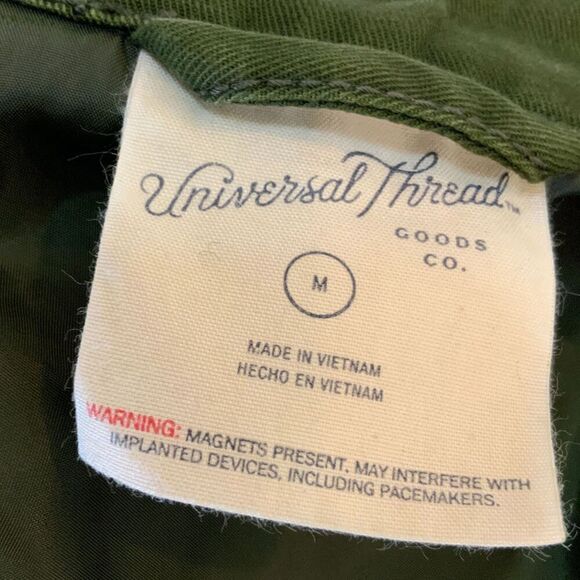 Universal Thread™
GOODS
CO.
M
MADE IN VIETNAM
HECHO EN VIETNAM
WARNING: MAGNETS PRESENT, MAY INTERFERE WITH
IMPLANTED DEVICES, INCLUDING PACEMAKERS.